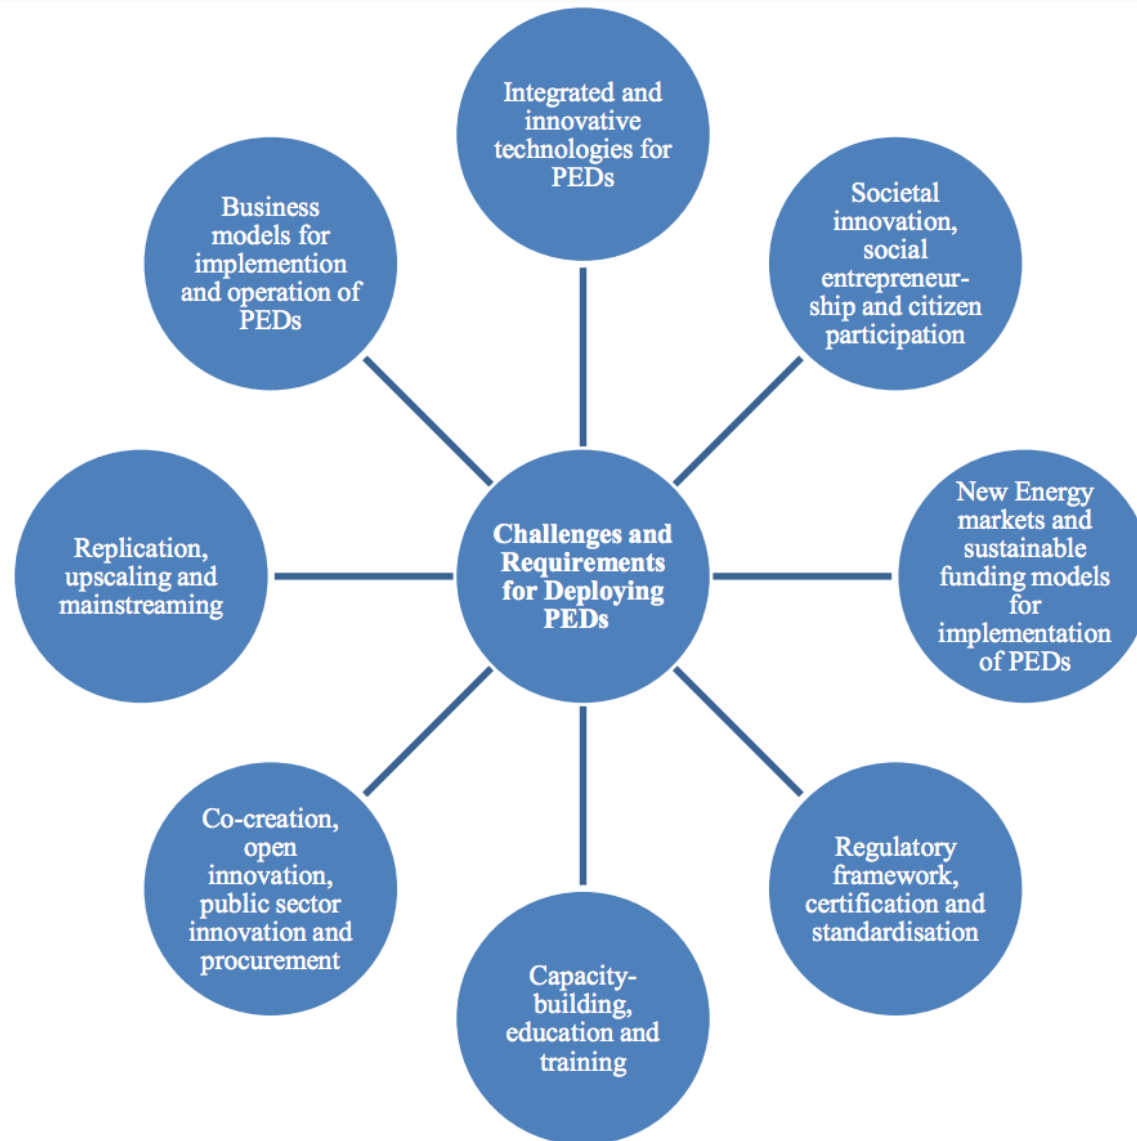 Integrated and
innovative
technologies for
PEDs
Societal
innovation,
social
entrepreneur-
ship and citizen
participation
New Energy
markets and
sustainable
funding models
for
implementation
of PEDs
Regulatory
framework,
certification and
standardisation
Capacity-
building,
education and
training
Co-creation,
open
innovation,
public sector
innovation and
procurement
Replication,
upscaling and
mainstreaming
Business
models for
implemention
and operation of
PEDs
Challenges and
Requirements
for Deploying
PEDs